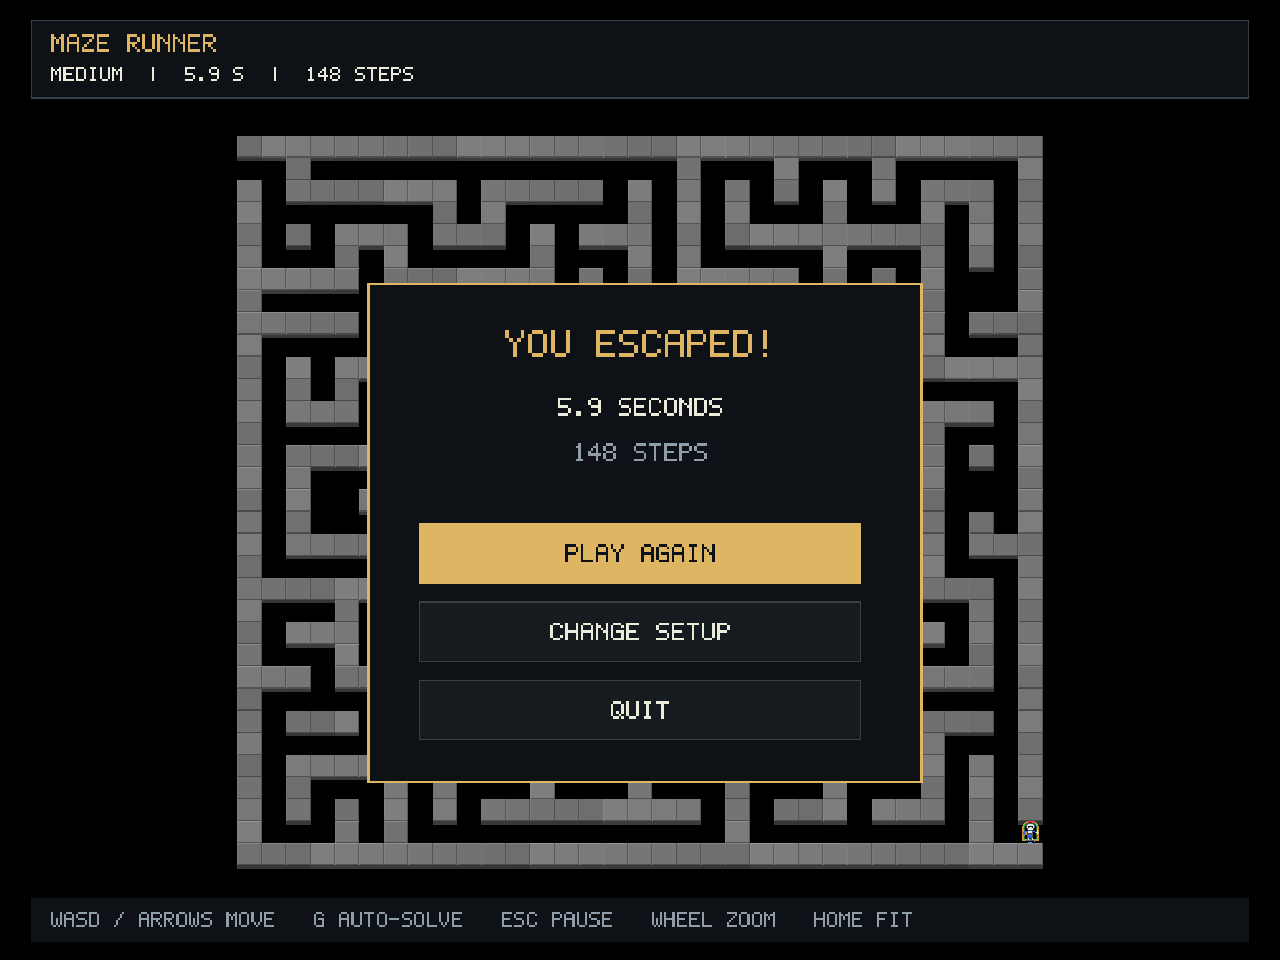 MAZE RUNNER
MEDIUM | 5.9 S | 148 STEPS
YOU ESCAPED!
5.9 SECONDS
148 STEPS
PLAY AGAIN
CHANGE SETUP
QUIT
WASD / ARROWS MOVE G AUTO-SOLVE ESC PAUSE WHEEL ZOOM HOME FIT